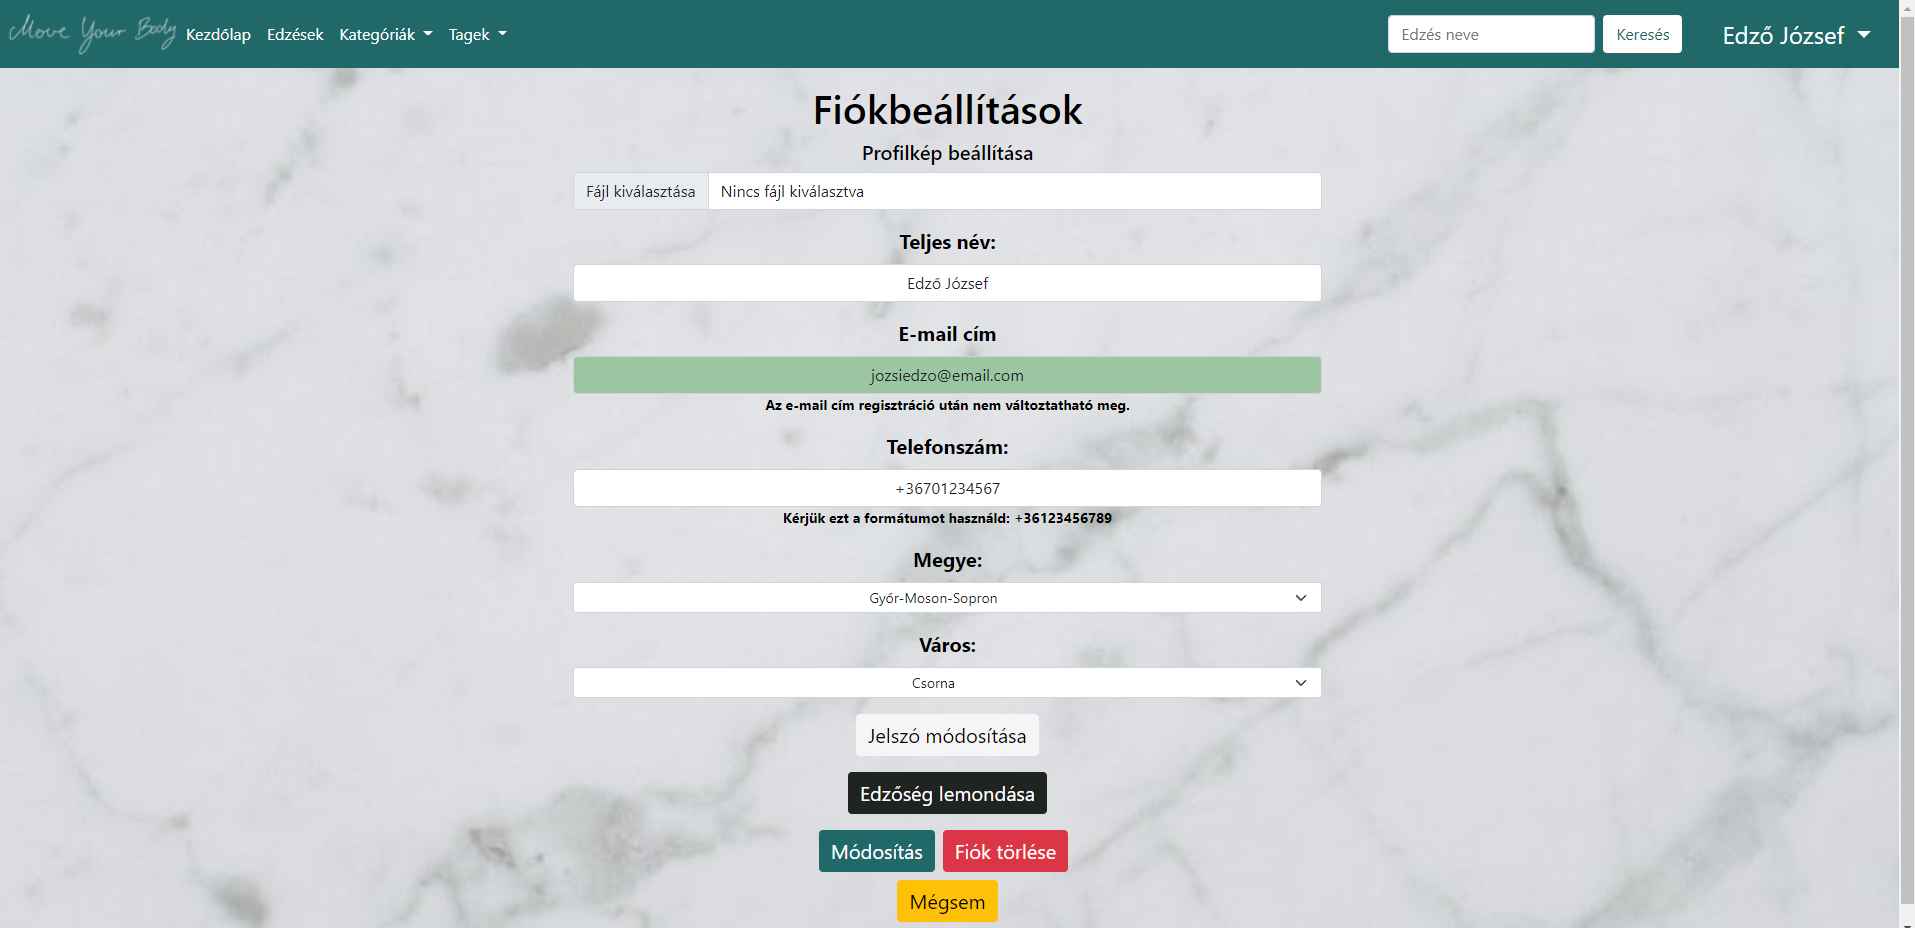 Move Your Body Kezdőlap Edzések Kategóriák Tagek Edzés neve Keresés Edző József
Fiókbeállítások
Profilkép beállítása
Fájl kiválasztása Nincs fájl kiválasztva
Teljes név:
Edző József
E-mail cím
jozsiedzo@email.com
Az e-mail cím regisztráció után nem változtatható meg.
Telefonszám:
+36701234567
Kérjük ezt a formátumot használd: +36123456789
Megye:
Győr-Moson-Sopron
Város:
Csorna
Jelszó módosítása
Edzőség lemondása
Módosítás Fiók törlése
Mégsem